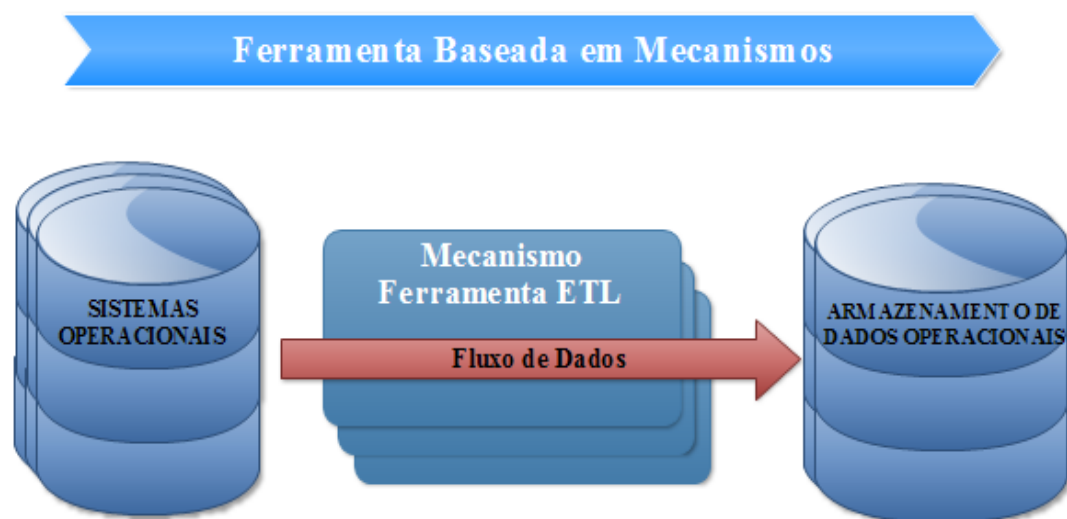 Ferramenta Baseada em Mecanismos
Mecanismo
Ferramenta ETL
SISTEMAS
OPERACIONAIS
Fluxo de Dados
ARMAZENAMENTO DE
DADOS OPERACIONAIS